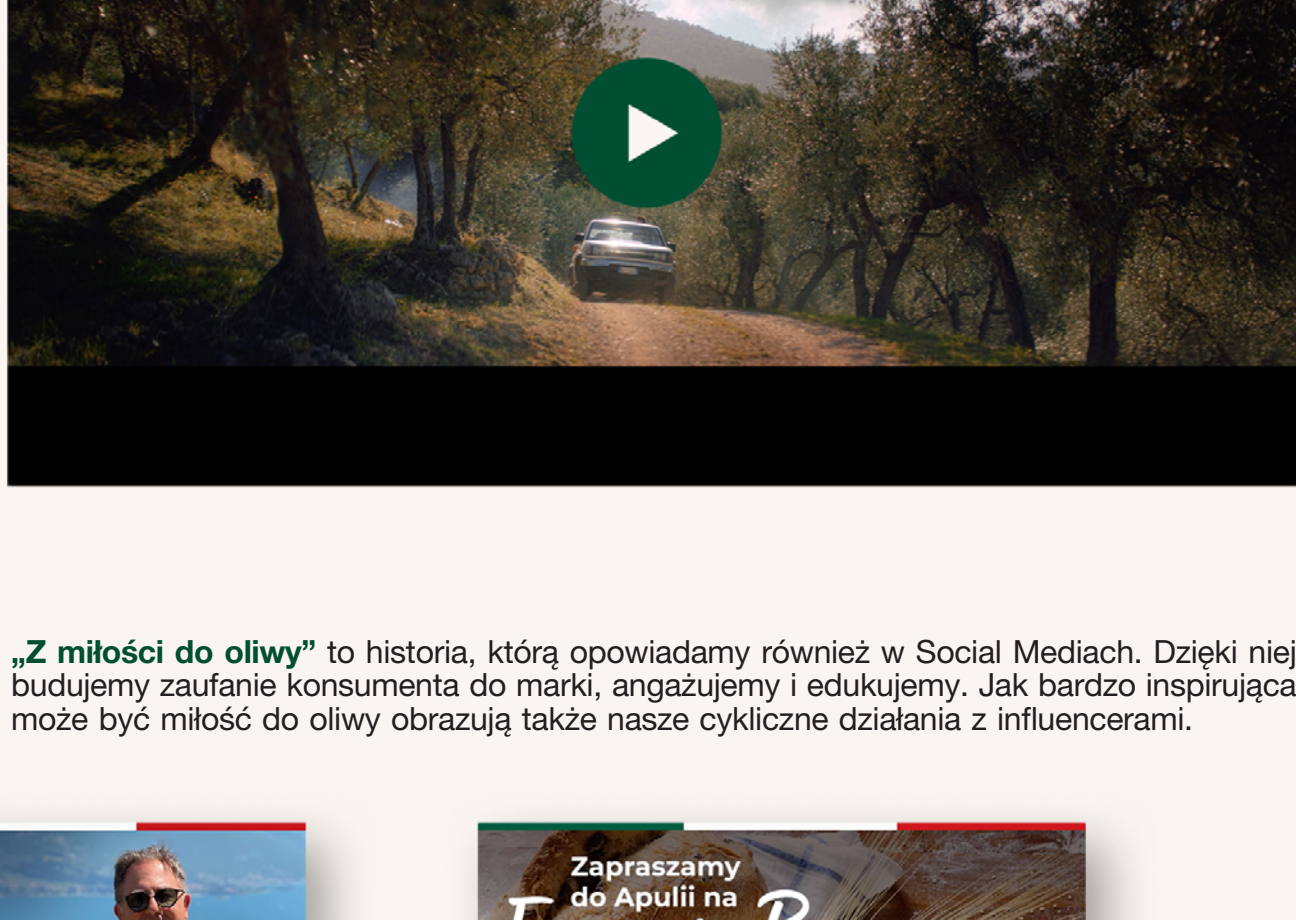 „Z miłości do oliwy” to historia, którą opowiadamy również w Social Mediach. Dzięki niej
budujemy zaufanie konsumenta do marki, angażujemy i edukujemy. Jak bardzo inspirująca
może być miłość do oliwy obrazują także nasze cykliczne działania z influencerami.
Zapraszamy
do Apulii na